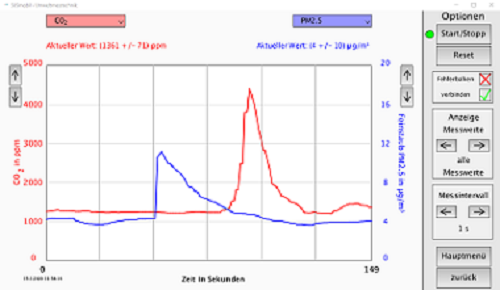 CO2
PM2.5
Optionen
Start/Stopp
Reset
Aktueller Wert: (1361 +/- 71) ppm
Aktueller Wert: (4 +/- 10) µg/m³
Fehlerbalken
verbinden
Anzeige
Messwerte
alle
Messwerte
Messintervall
1 s
Hauptmenü
zurück
5000
4000
3000
2000
1000
0
CO2 in ppm
20
16
12
8
4
0
Feinstaub PM2.5 in µg/m³
0
149
Zeit in Sekunden